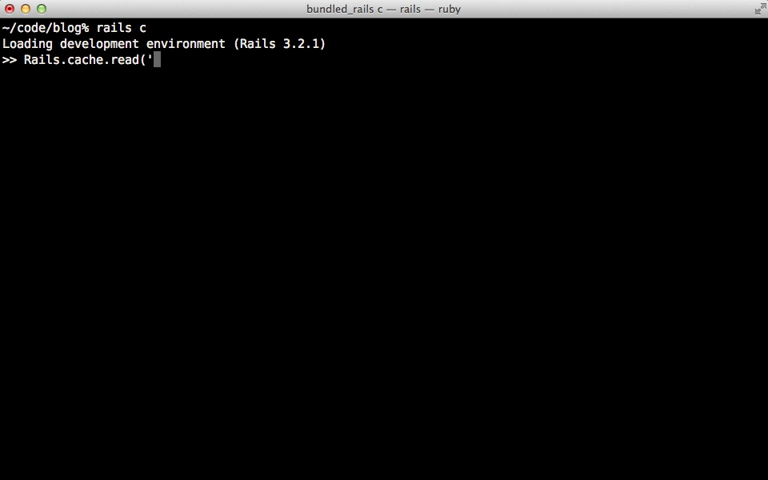 bundled_rails c — rails — ruby
~/code/blog% rails c
Loading development environment (Rails 3.2.1)
>> Rails.cache.read('